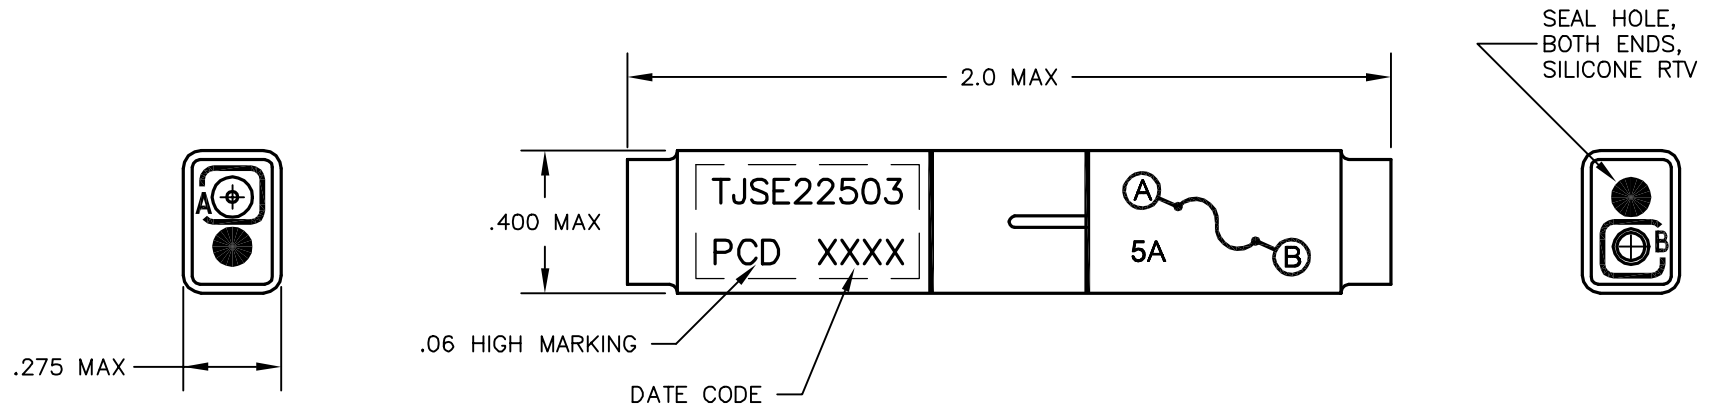 SEAL HOLE,
BOTH ENDS,
SILICONE RTV
2.0 MAX
A
.400 MAX
TJSE22503
PCD XXXX
A
5A
B
B
.06 HIGH MARKING
.275 MAX
DATE CODE